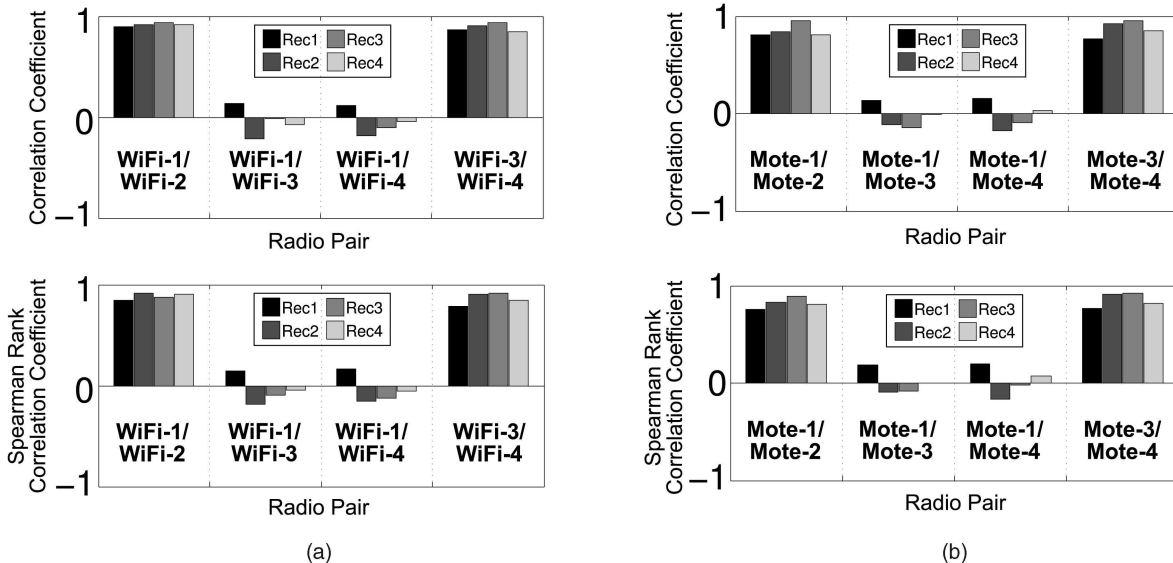 1
0
−1
Correlation Coefficient
Rec1 Rec3
Rec2 Rec4
WiFi-1/ WiFi-1/ WiFi-1/ WiFi-3/
WiFi-2 WiFi-3 WiFi-4 WiFi-4
Radio Pair
1
0
−1
Spearman Rank
Correlation Coefficient
Rec1 Rec3
Rec2 Rec4
WiFi-1/ WiFi-1/ WiFi-1/ WiFi-3/
WiFi-2 WiFi-3 WiFi-4 WiFi-4
Radio Pair
(a)
1
0
−1
Correlation Coefficient
Rec1 Rec3
Rec2 Rec4
Mote-1/ Mote-1/ Mote-1/ Mote-3/
Mote-2 Mote-3 Mote-4 Mote-4
Radio Pair
1
0
−1
Spearman Rank
Correlation Coefficient
Rec1 Rec3
Rec2 Rec4
Mote-1/ Mote-1/ Mote-1/ Mote-3/
Mote-2 Mote-3 Mote-4 Mote-4
Radio Pair
(b)